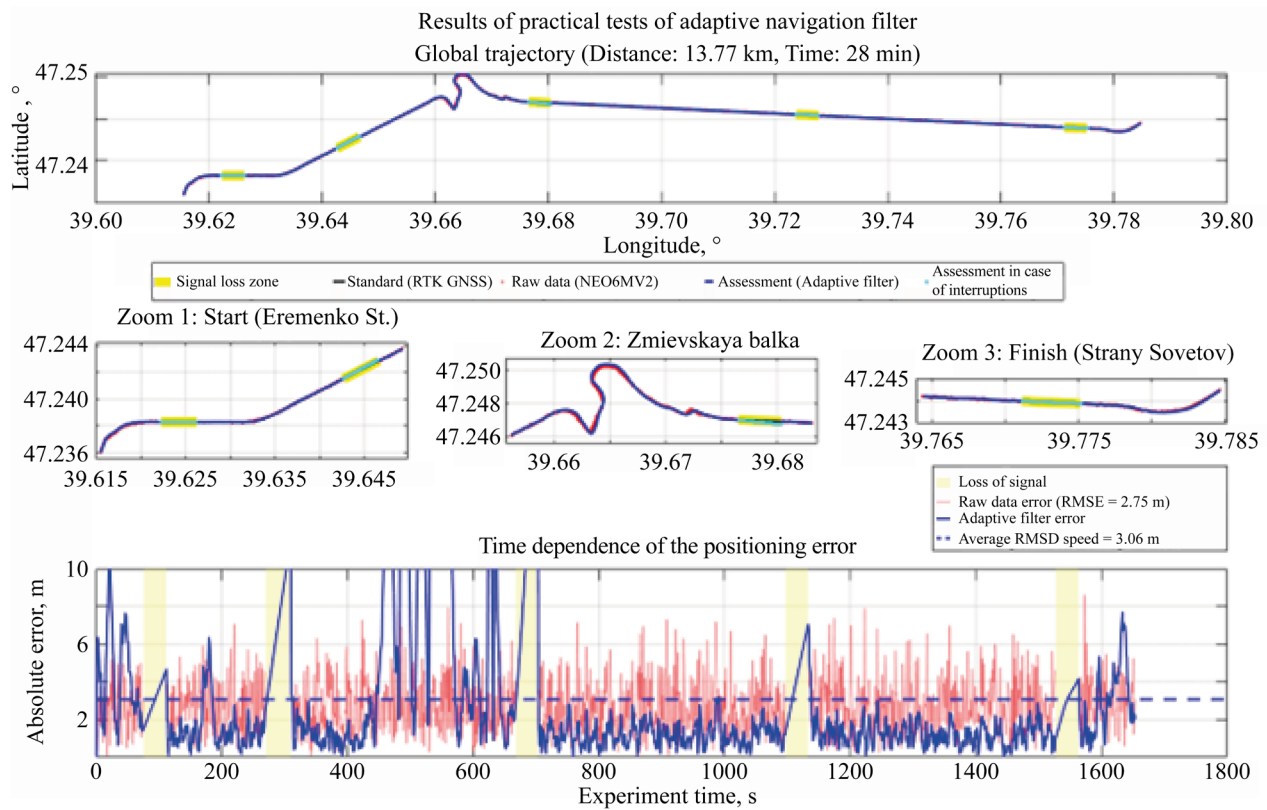 Results of practical tests of adaptive navigation filter
Global trajectory (Distance: 13.77 km, Time: 28 min)
47.25
47.24
Latitude, °
39.60 39.62 39.64 39.66 39.68 39.70 39.72 39.74 39.76 39.78 39.80
Longitude, °
Signal loss zone
Standard (RTK GNSS)
Raw data (NEO6MV2)
Assessment (Adaptive filter)
Assessment in case
of interruptions
Zoom 1: Start (Eremenko St.)
47.244
47.240
47.236
39.615 39.625 39.635 39.645
Zoom 2: Zmievskaya balka
47.250
47.248
47.246
39.66 39.67 39.68
Zoom 3: Finish (Strany Sovetov)
47.245
47.243
39.765 39.775 39.785
Loss of signal
Raw data error (RMSE = 2.75 m)
Adaptive filter error
Average RMSD speed = 3.06 m
Time dependence of the positioning error
10
6
2
Absolute error, m
0 200 400 600 800 1000 1200 1400 1600 1800
Experiment time, s